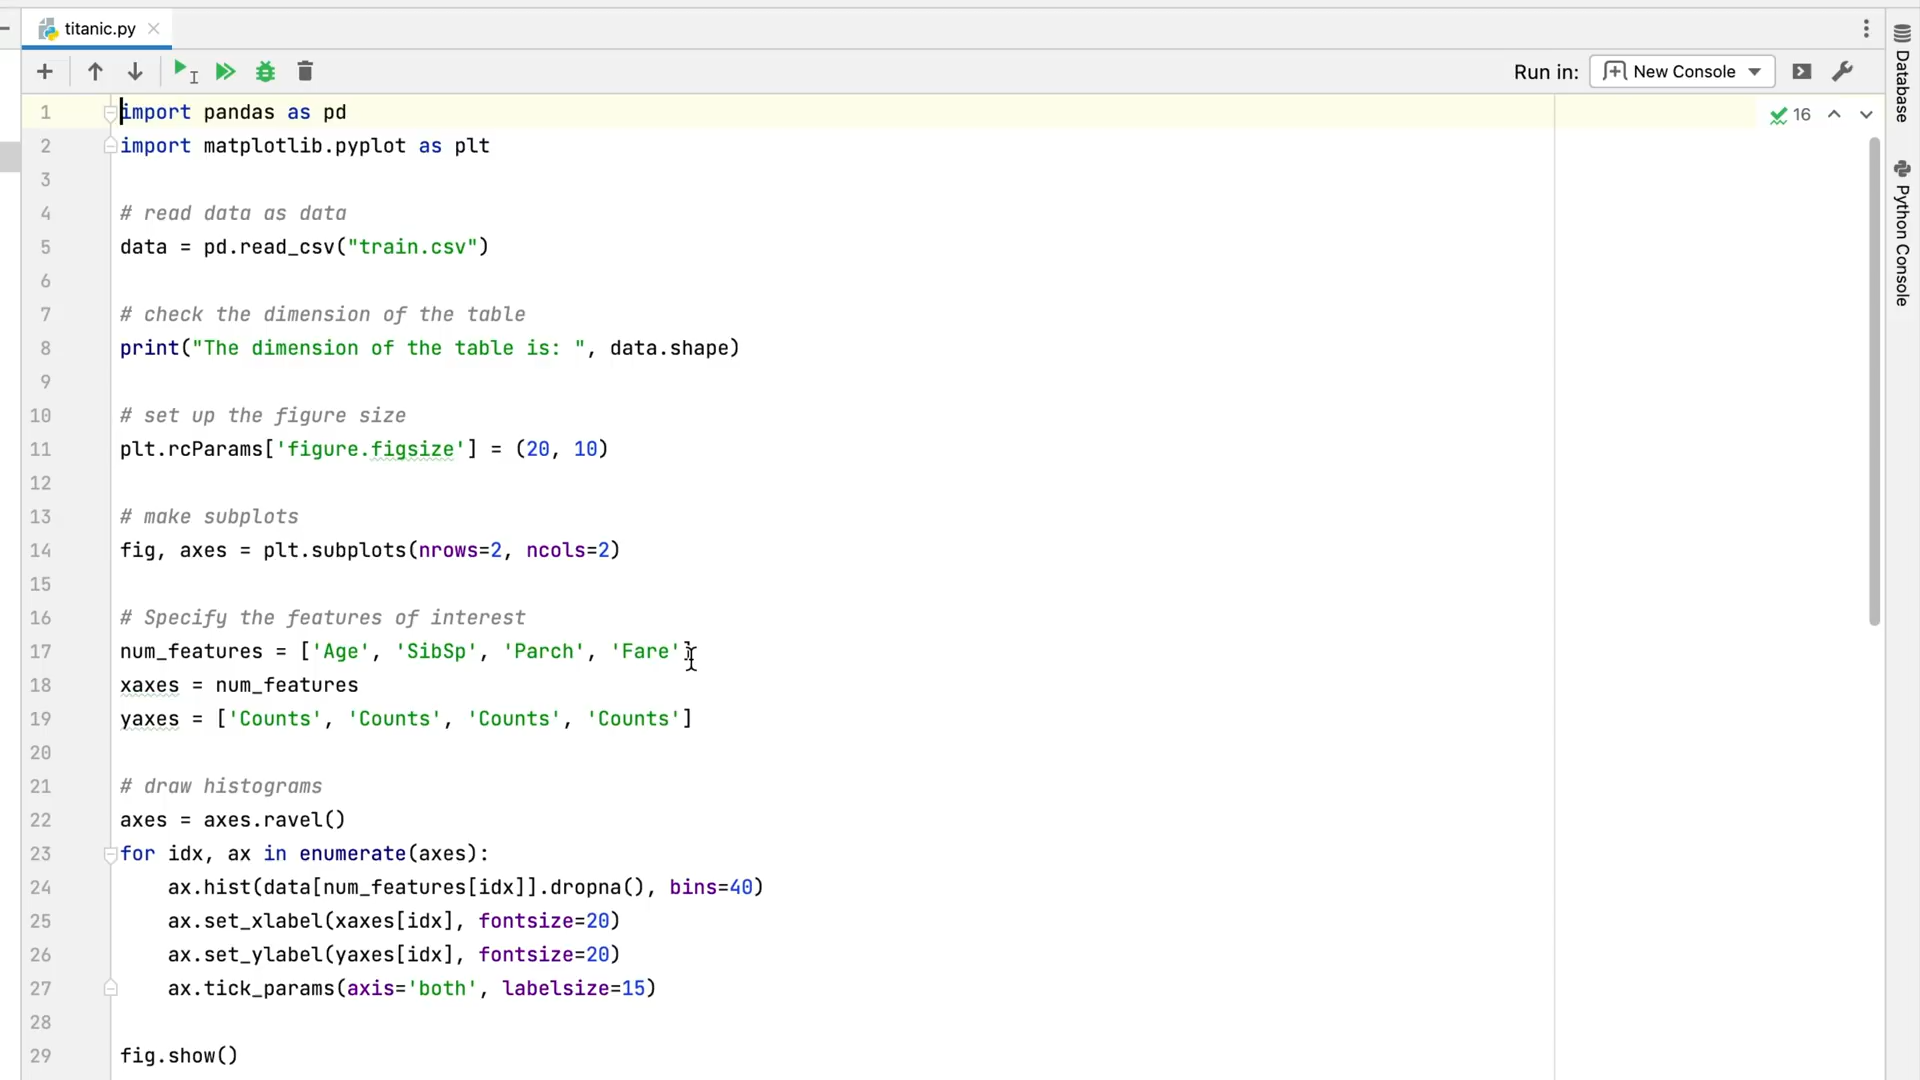 titanic.py
Run in: New Console
16
1 import pandas as pd
2 import matplotlib.pyplot as plt
3
4 # read data as data
5 data = pd.read_csv("train.csv")
6
7 # check the dimension of the table
8 print("The dimension of the table is: ", data.shape)
9
10 # set up the figure size
11 plt.rcParams['figure.figsize'] = (20, 10)
12
13 # make subplots
14 fig, axes = plt.subplots(nrows=2, ncols=2)
15
16 # Specify the features of interest
17 num_features = ['Age', 'SibSp', 'Parch', 'Fare']
18 xaxes = num_features
19 yaxes = ['Counts', 'Counts', 'Counts', 'Counts']
20
21 # draw histograms
22 axes = axes.ravel()
23 for idx, ax in enumerate(axes):
24     ax.hist(data[num_features[idx]].dropna(), bins=40)
25     ax.set_xlabel(xaxes[idx], fontsize=20)
26     ax.set_ylabel(yaxes[idx], fontsize=20)
27     ax.tick_params(axis='both', labelsize=15)
28
29 fig.show()
Database
Python Console